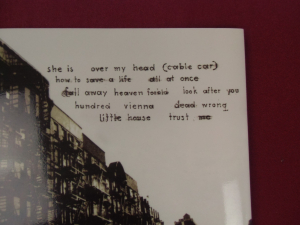 she is over my head (cable car)
how to save a life all at once
fall away heaven forbid look after you
hundred vienna dead wrong
little house trust me